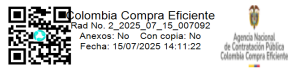 Colombia Compra Eficiente
Rad No. 2_2025_07_15_007092
Anexos: No Con copia: No
Fecha: 15/07/2025 14:11:22
Agencia Nacional
de Contratación Pública
Colombia Compra Eficiente